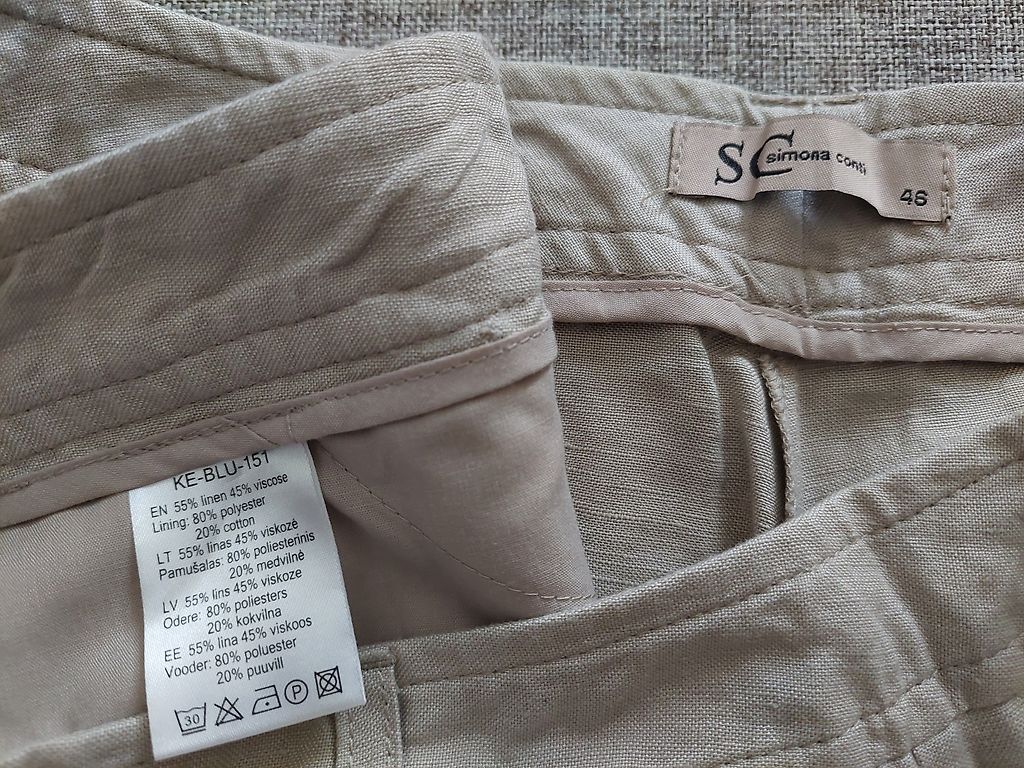 SC simona conti
46
KE-BLU-151
EN 55% linen 45% viscose
Lining: 80% polyester
20% cotton
LT 55% linas 45% viskozė
Pamušalas: 80% poliesterinis
20% medvilnė
LV 55% lins 45% viskoze
Odere: 80% poliesters
20% kokvilna
EE 55% lina 45% viskoos
Vooder: 80% poluester
20% puuvill
30 P